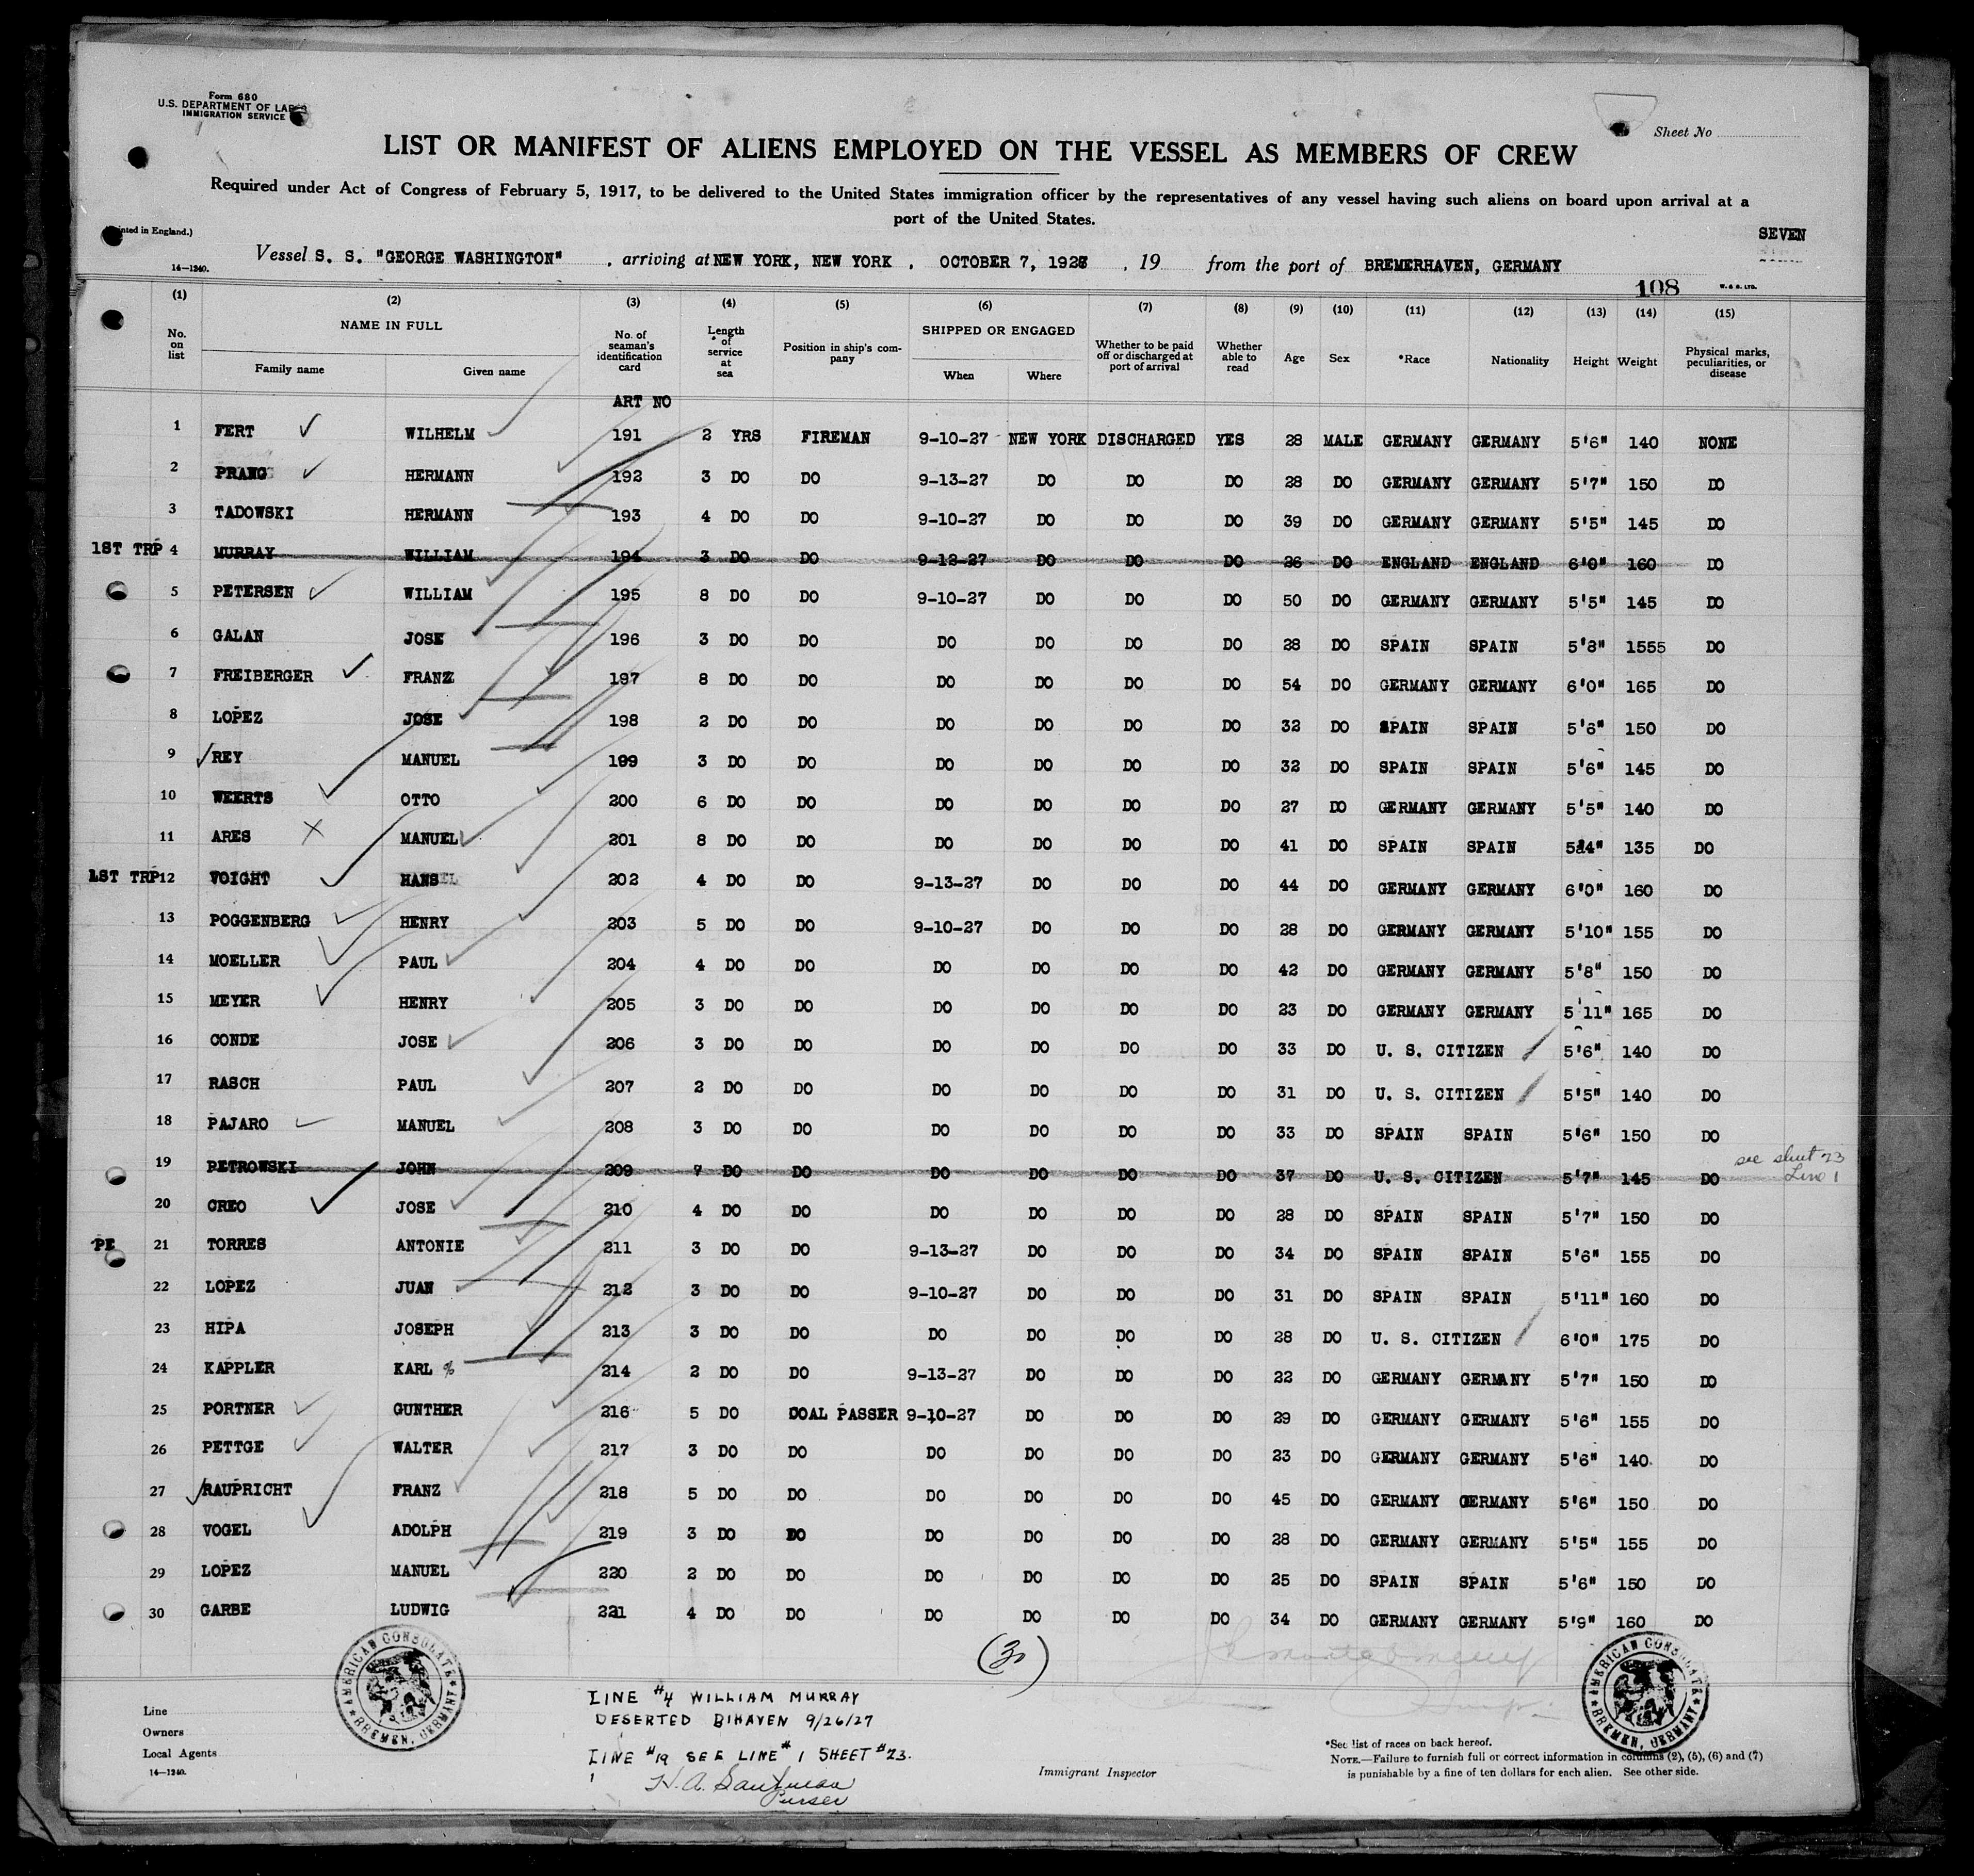 Form 680
U.S. DEPARTMENT OF LABOR
IMMIGRATION SERVICE
Sheet No
LIST OR MANIFEST OF ALIENS EMPLOYED ON THE VESSEL AS MEMBERS OF CREW
Required under Act of Congress of February 5, 1917, to be delivered to the United States immigration officer by the representatives of any vessel having such aliens on board upon arrival at a
port of the United States.
(Printed in England.)
SEVEN
14—1240.
Vessel S. S. "GEORGE WASHINGTON" , arriving at NEW YORK, NEW YORK , OCTOBER 7, 1927 , 19 from the port of BREMERHAVEN, GERMANY
108
W. & S. LTD.
(1) (2) (3) (4) (5) (6) (7) (8) (9) (10) (11) (12) (13) (14) (15)
No. on list NAME IN FULL Family name Given name No. of seaman's identification card Length of service at sea Position in ship's company SHIPPED OR ENGAGED When Where Whether to be paid off or discharged at port of arrival Whether able to read Age Sex *Race Nationality Height Weight Physical marks, peculiarities, or disease
ART NO
1 FERT WILHELM 191 2 YRS FIREMAN 9-10-27 NEW YORK DISCHARGED YES 28 MALE GERMANY GERMANY 5'6" 140 NONE
2 PRANG HERMANN 192 3 DO DO 9-13-27 DO DO DO 28 DO GERMANY GERMANY 5'7" 150 DO
3 TADOWSKI HERMANN 193 4 DO DO 9-10-27 DO DO DO 39 DO GERMANY GERMANY 5'5" 145 DO
1ST TRP 4 MURRAY WILLIAM 194 3 DO DO 9-12-27 DO DO DO 26 DO ENGLAND ENGLAND 6'0" 160 DO
5 PETERSEN WILLIAM 195 8 DO DO 9-10-27 DO DO DO 50 DO GERMANY GERMANY 5'5" 145 DO
6 GALAN JOSE 196 3 DO DO DO DO DO DO 28 DO SPAIN SPAIN 5'8" 1555 DO
7 FREIBERGER FRANZ 197 8 DO DO DO DO DO DO 54 DO GERMANY GERMANY 6'0" 165 DO
8 LOPEZ JOSE 198 2 DO DO DO DO DO DO 32 DO SPAIN SPAIN 5'6" 150 DO
9 REY MANUEL 199 3 DO DO DO DO DO DO 32 DO SPAIN SPAIN 5'6" 145 DO
10 WEERTS OTTO 200 6 DO DO DO DO DO DO 27 DO GERMANY GERMANY 5'5" 140 DO
11 ARES X MANUEL 201 8 DO DO DO DO DO DO 41 DO SPAIN SPAIN 5'4" 135 DO
1ST TRP 12 VOIGHT HANS 202 4 DO DO 9-13-27 DO DO DO 44 DO GERMANY GERMANY 6'0" 160 DO
13 POGGENBERG HENRY 203 5 DO DO 9-10-27 DO DO DO 28 DO GERMANY GERMANY 5'10" 155 DO
14 MOELLER PAUL 204 4 DO DO DO DO DO DO 42 DO GERMANY GERMANY 5'8" 150 DO
15 MEYER HENRY 205 3 DO DO DO DO DO DO 23 DO GERMANY GERMANY 5'11" 165 DO
16 CONDE JOSE 206 3 DO DO DO DO DO DO 33 DO U. S. CITIZEN 5'6" 140 DO
17 RASCH PAUL 207 2 DO DO DO DO DO DO 31 DO U. S. CITIZEN 5'5" 140 DO
18 PAJARO MANUEL 208 3 DO DO DO DO DO DO 33 DO SPAIN SPAIN 5'6" 150 DO
19 PETROWSKI JOHN 209 7 DO DO DO DO DO DO 37 DO U. S. CITIZEN 5'7" 145 DO see sheet 23 Line 1
20 CREO JOSE 210 4 DO DO DO DO DO DO 28 DO SPAIN SPAIN 5'7" 150 DO
PE 21 TORRES ANTONIE 211 3 DO DO 9-13-27 DO DO DO 34 DO SPAIN SPAIN 5'6" 155 DO
22 LOPEZ JUAN 212 3 DO DO 9-10-27 DO DO DO 31 DO SPAIN SPAIN 5'11" 160 DO
23 HIPA JOSEPH 213 3 DO DO DO DO DO DO 28 DO U. S. CITIZEN 6'0" 175 DO
24 KAPPLER KARL 214 2 DO DO 9-13-27 DO DO DO 22 DO GERMANY GERMANY 5'7" 150 DO
25 PORTNER GUNTHER 216 5 DO COAL PASSER 9-10-27 DO DO DO 29 DO GERMANY GERMANY 5'6" 155 DO
26 PETTGE WALTER 217 3 DO DO DO DO DO DO 23 DO GERMANY GERMANY 5'6" 140 DO
27 RAUPRICHT FRANZ 218 5 DO DO DO DO DO DO 45 DO GERMANY GERMANY 5'6" 150 DO
28 VOGEL ADOLPH 219 3 DO DO DO DO DO DO 28 DO GERMANY GERMANY 5'5" 155 DO
29 LOPEZ MANUEL 220 2 DO DO DO DO DO DO 25 DO SPAIN SPAIN 5'6" 150 DO
30 GARBE LUDWIG 221 4 DO DO DO DO DO DO 34 DO GERMANY GERMANY 5'9" 160 DO
(30)
AMERICAN CONSULATE BREMEN, GERMANY
AMERICAN CONSULATE BREMEN, GERMANY
LINE #4 WILLIAM MURRAY
DESERTED B'HAVEN 9/26/27
LINE #19 SEE LINE #1 SHEET #23.
Purser
Line
Owners
Local Agents
14—1240.
Immigrant Inspector
*See list of races on back hereof.
NOTE.—Failure to furnish full or correct information in columns (2), (5), (6) and (7)
is punishable by a fine of ten dollars for each alien. See other side.